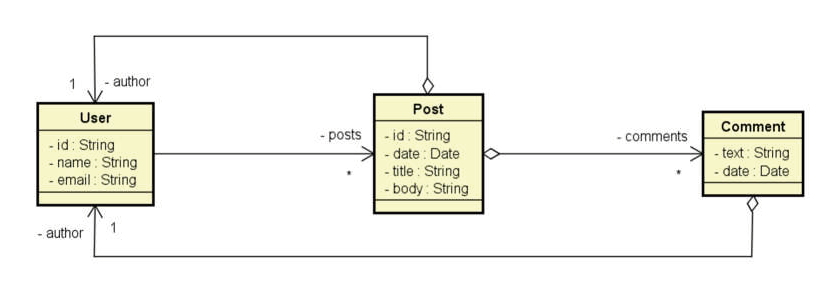 1
- author
User
- id : String
- name : String
- email : String
- posts
*
Post
- id : String
- date : Date
- title : String
- body : String
- comments
*
Comment
- text : String
- date : Date
- author
1